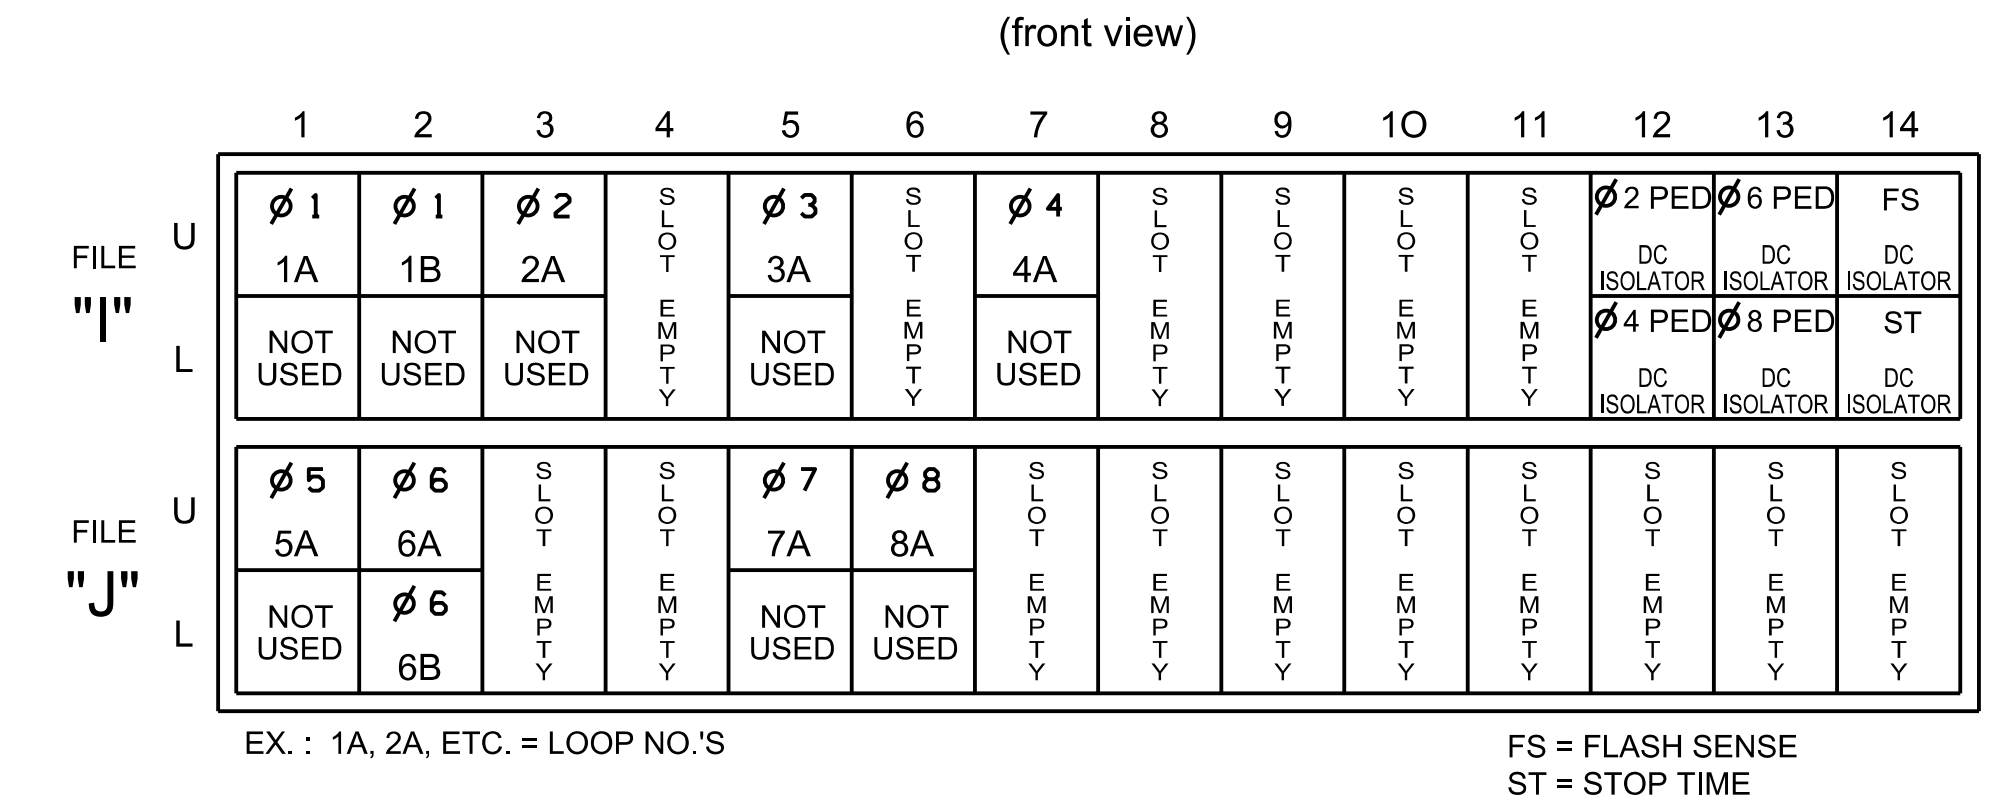 (front view)
1 2 3 4 5 6 7 8 9 10 11 12 13 14
FILE "I"
U
L
Ø 1
1A
NOT
USED
Ø 1
1B
NOT
USED
Ø 2
2A
NOT
USED
SLOT EMPTY
Ø 3
3A
NOT
USED
SLOT EMPTY
Ø 4
4A
NOT
USED
SLOT EMPTY
SLOT EMPTY
SLOT EMPTY
SLOT EMPTY
Ø 2 PED
DC
ISOLATOR
Ø 4 PED
DC
ISOLATOR
Ø 6 PED
DC
ISOLATOR
Ø 8 PED
DC
ISOLATOR
FS
DC
ISOLATOR
ST
DC
ISOLATOR
FILE "J"
U
L
Ø 5
5A
NOT
USED
Ø 6
6A
Ø 6
6B
SLOT EMPTY
SLOT EMPTY
Ø 7
7A
NOT
USED
Ø 8
8A
NOT
USED
SLOT EMPTY
SLOT EMPTY
SLOT EMPTY
SLOT EMPTY
SLOT EMPTY
SLOT EMPTY
SLOT EMPTY
SLOT EMPTY
EX. : 1A, 2A, ETC. = LOOP NO.'S
FS = FLASH SENSE
ST = STOP TIME